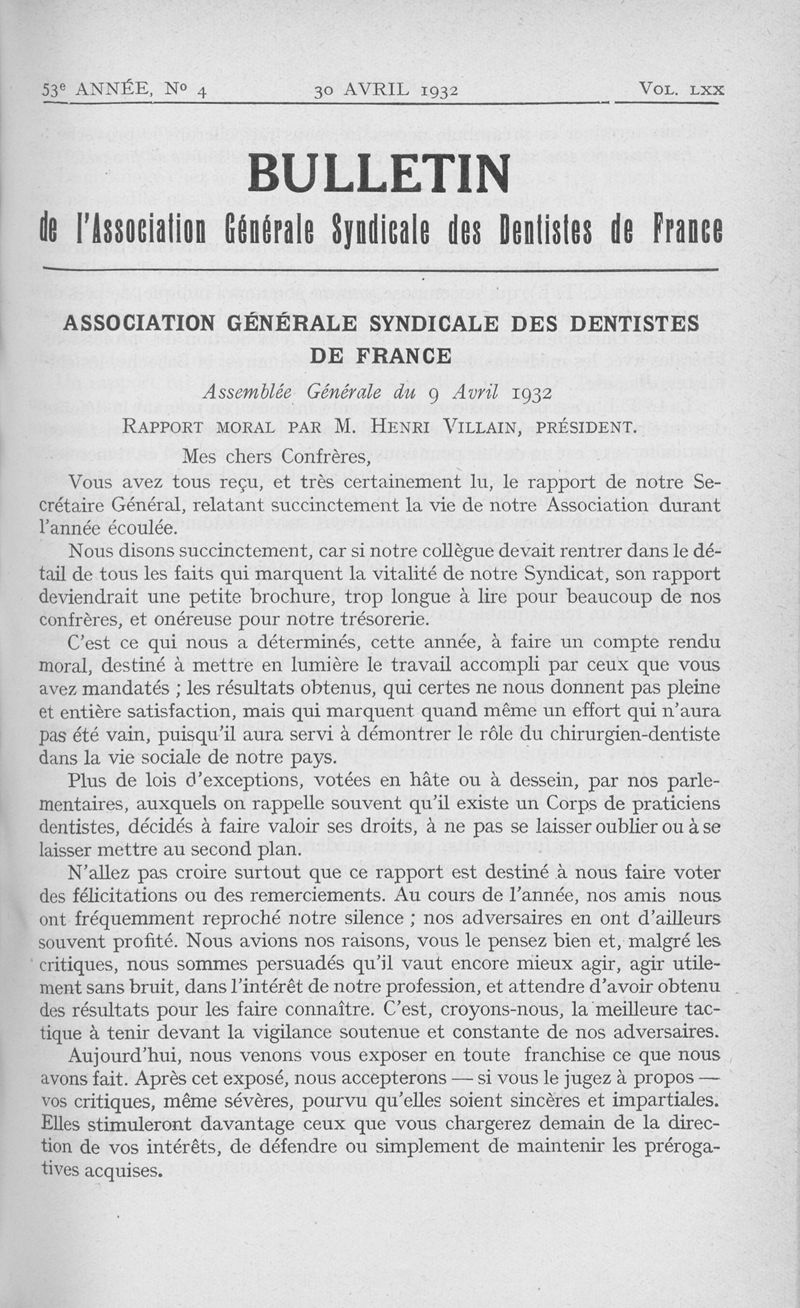 53e ANNÉE, No 4 30 AVRIL 1932 VOL. LXX
BULLETIN
de l'Association Générale Syndicale des Dentistes de France
ASSOCIATION GÉNÉRALE SYNDICALE DES DENTISTES
DE FRANCE
Assemblée Générale du 9 Avril 1932
RAPPORT MORAL PAR M. HENRI VILLAIN, PRÉSIDENT.
Mes chers Confrères,
Vous avez tous reçu, et très certainement lu, le rapport de notre Se-
crétaire Général, relatant succinctement la vie de notre Association durant
l'année écoulée.
Nous disons succinctement, car si notre collègue devait rentrer dans le dé-
tail de tous les faits qui marquent la vitalité de notre Syndicat, son rapport
deviendrait une petite brochure, trop longue à lire pour beaucoup de nos
confrères, et onéreuse pour notre trésorerie.
C'est ce qui nous a déterminés, cette année, à faire un compte rendu
moral, destiné à mettre en lumière le travail accompli par ceux que vous
avez mandatés ; les résultats obtenus, qui certes ne nous donnent pas pleine
et entière satisfaction, mais qui marquent quand même un effort qui n'aura
pas été vain, puisqu'il aura servi à démontrer le rôle du chirurgien-dentiste
dans la vie sociale de notre pays.
Plus de lois d'exceptions, votées en hâte ou à dessein, par nos parle-
mentaires, auxquels on rappelle souvent qu'il existe un Corps de praticiens
dentistes, décidés à faire valoir ses droits, à ne pas se laisser oublier ou à se
laisser mettre au second plan.
N'allez pas croire surtout que ce rapport est destiné à nous faire voter
des félicitations ou des remerciements. Au cours de l'année, nos amis nous
ont fréquemment reproché notre silence ; nos adversaires en ont d'ailleurs
souvent profité. Nous avions nos raisons, vous le pensez bien et, malgré les
critiques, nous sommes persuadés qu'il vaut encore mieux agir, agir utile-
ment sans bruit, dans l'intérêt de notre profession, et attendre d'avoir obtenu
des résultats pour les faire connaître. C'est, croyons-nous, la meilleure tac-
tique à tenir devant la vigilance soutenue et constante de nos adversaires.
Aujourd'hui, nous venons vous exposer en toute franchise ce que nous
avons fait. Après cet exposé, nous accepterons — si vous le jugez à propos —
vos critiques, même sévères, pourvu qu'elles soient sincères et impartiales.
Elles stimuleront davantage ceux que vous chargerez demain de la direc-
tion de vos intérêts, de défendre ou simplement de maintenir les préroga-
tives acquises.